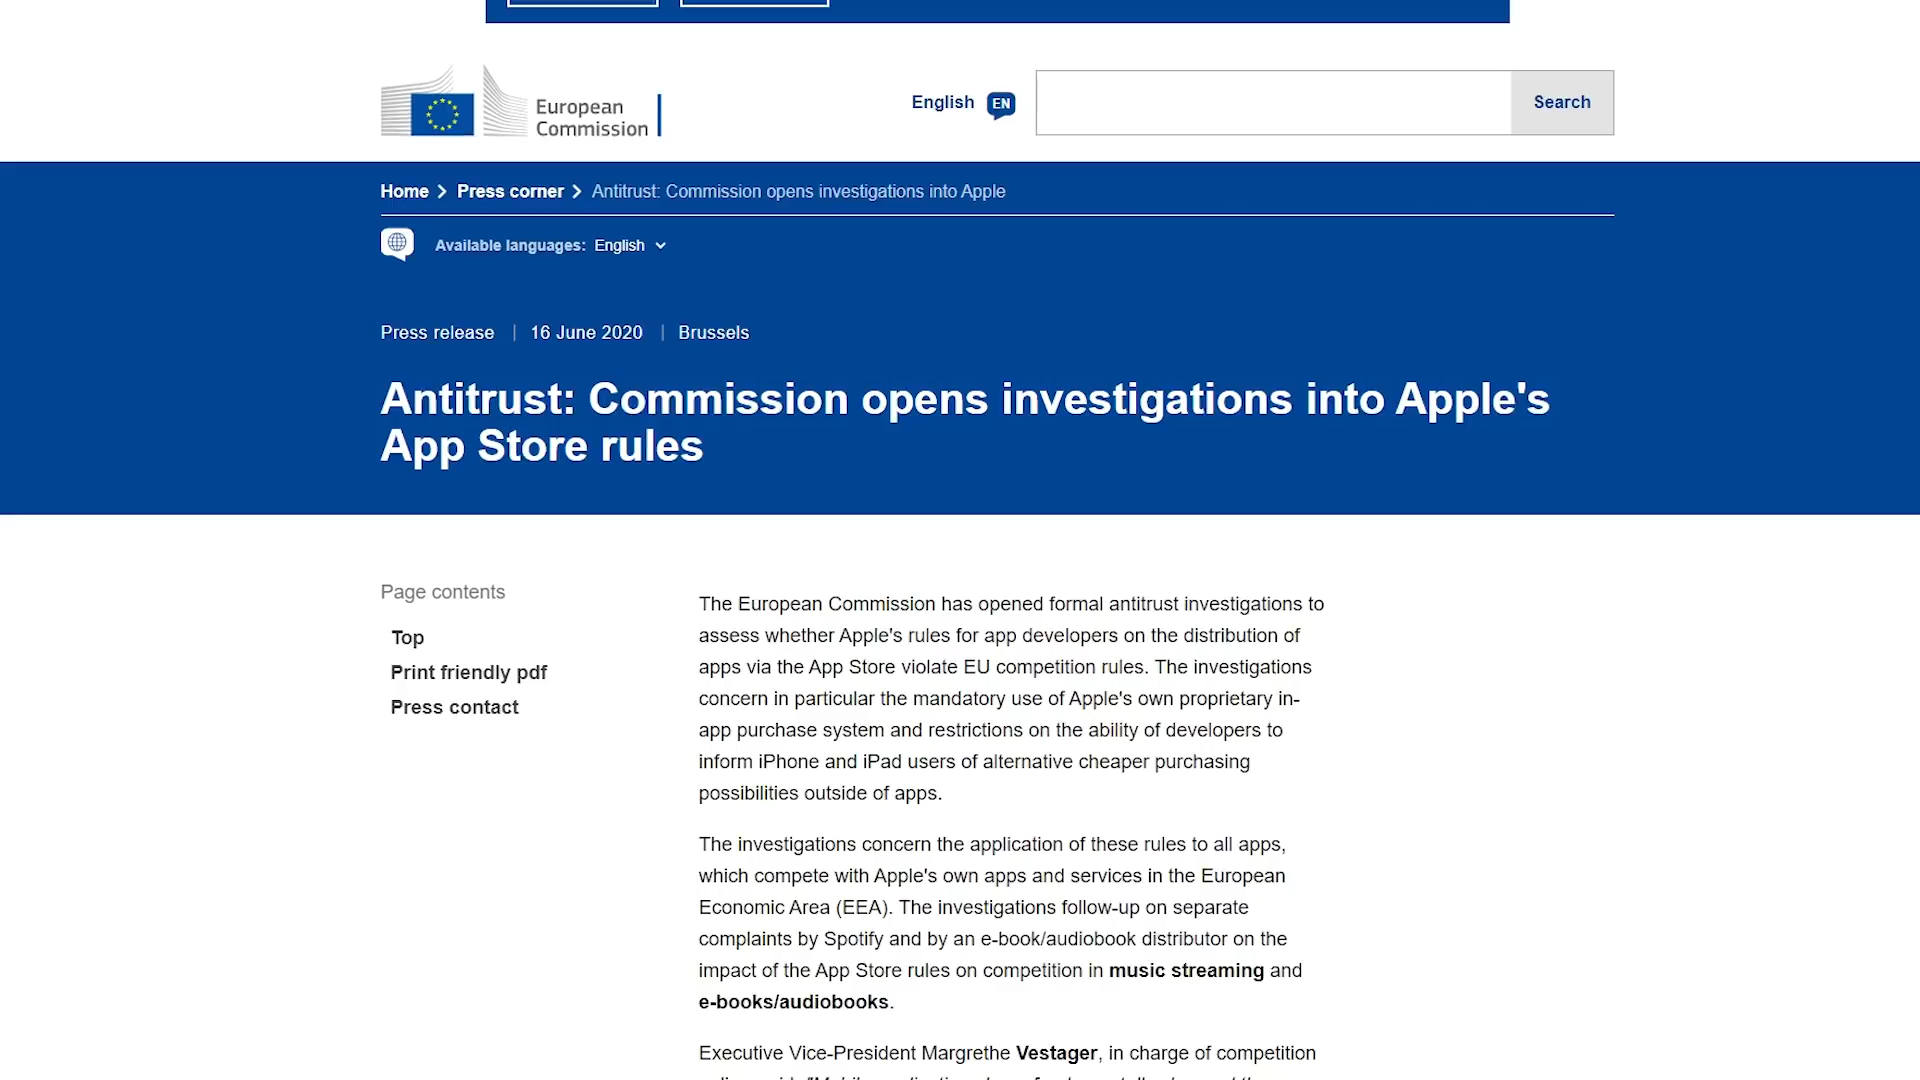 European
Commission
English EN
Search
Home > Press corner > Antitrust: Commission opens investigations into Apple
Available languages: English
Press release | 16 June 2020 | Brussels
Antitrust: Commission opens investigations into Apple's
App Store rules
Page contents
Top
Print friendly pdf
Press contact
The European Commission has opened formal antitrust investigations to
assess whether Apple's rules for app developers on the distribution of
apps via the App Store violate EU competition rules. The investigations
concern in particular the mandatory use of Apple's own proprietary in-
app purchase system and restrictions on the ability of developers to
inform iPhone and iPad users of alternative cheaper purchasing
possibilities outside of apps.
The investigations concern the application of these rules to all apps,
which compete with Apple's own apps and services in the European
Economic Area (EEA). The investigations follow-up on separate
complaints by Spotify and by an e-book/audiobook distributor on the
impact of the App Store rules on competition in music streaming and
e-books/audiobooks.
Executive Vice-President Margrethe Vestager, in charge of competition